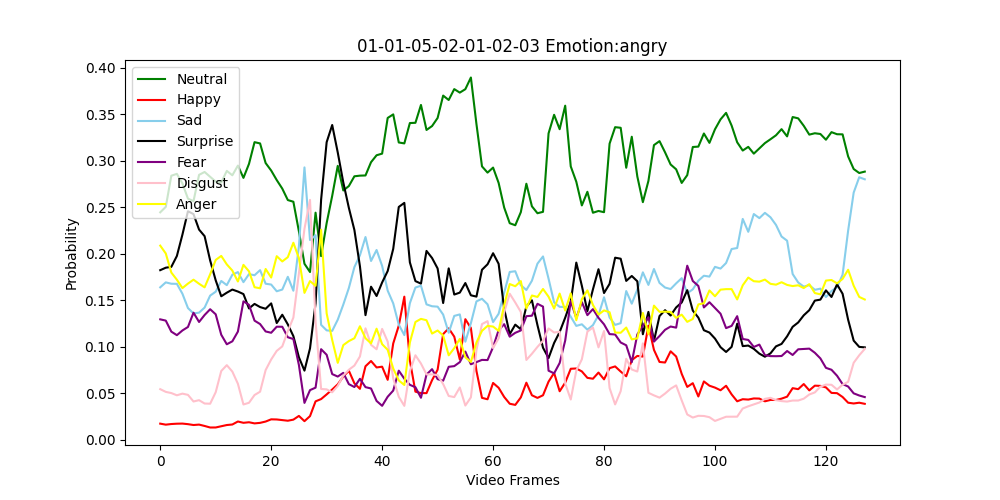 01-01-05-02-01-02-03 Emotion:angry
0.40
0.35
0.30
0.25
0.20
0.15
0.10
0.05
0.00
Probability
Neutral
Happy
Sad
Surprise
Fear
Disgust
Anger
0 20 40 60 80 100 120
Video Frames